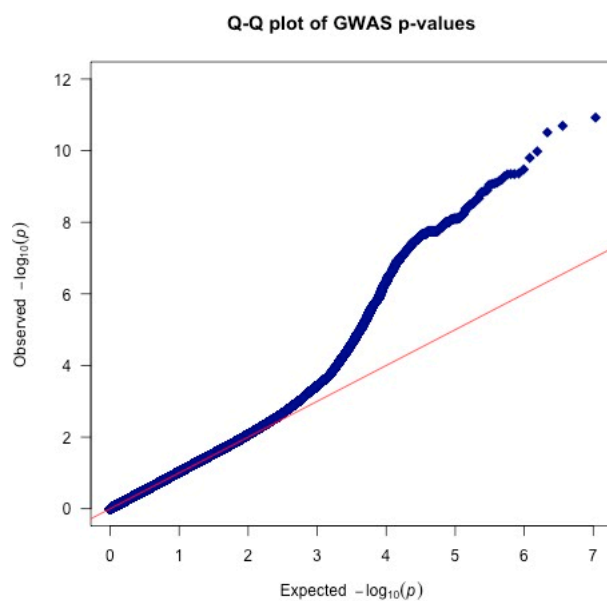 Q-Q plot of GWAS p-values
12
10
8
6
4
2
0
Observed −log₁₀(p)
0 1 2 3 4 5 6 7
Expected −log₁₀(p)